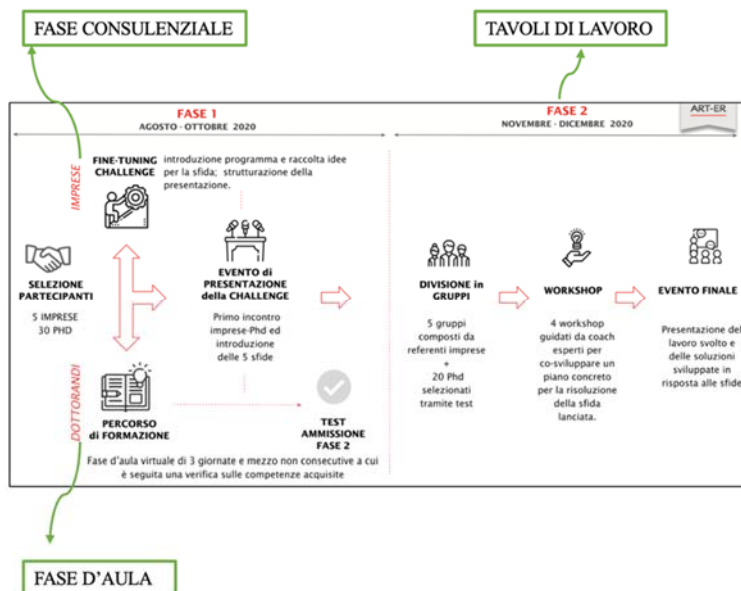 FASE CONSULENZIALE
TAVOLI DI LAVORO
FASE 1
AGOSTO - OTTOBRE 2020
FASE 2
NOVEMBRE - DICEMBRE 2020
ART-ER
IMPRESE
FINE-TUNING
CHALLENGE
introduzione programma e raccolta idee
per la sfida; strutturazione della
presentazione.
SELEZIONE
PARTECIPANTI
5 IMPRESE
30 PHD
EVENTO di
PRESENTAZIONE
della CHALLENGE
Primo incontro
imprese-Phd ed
introduzione
delle 5 sfide
DOTTORANDI
PERCORSO
di FORMAZIONE
TEST
AMMISSIONE
FASE 2
Fase d'aula virtuale di 3 giornate e mezzo non consecutive a cui
è seguita una verifica sulle competenze acquisite
DIVISIONE in
GRUPPI
5 gruppi
composti da
referenti imprese
+
20 Phd
selezionati
tramite test
WORKSHOP
4 workshop
guidati da coach
esperti per
co-sviluppare un
piano concreto
per la risoluzione
della sfida
lanciata.
EVENTO FINALE
Presentazione del
lavoro svolto e
delle soluzioni
sviluppate in
risposta alle sfide
FASE D'AULA